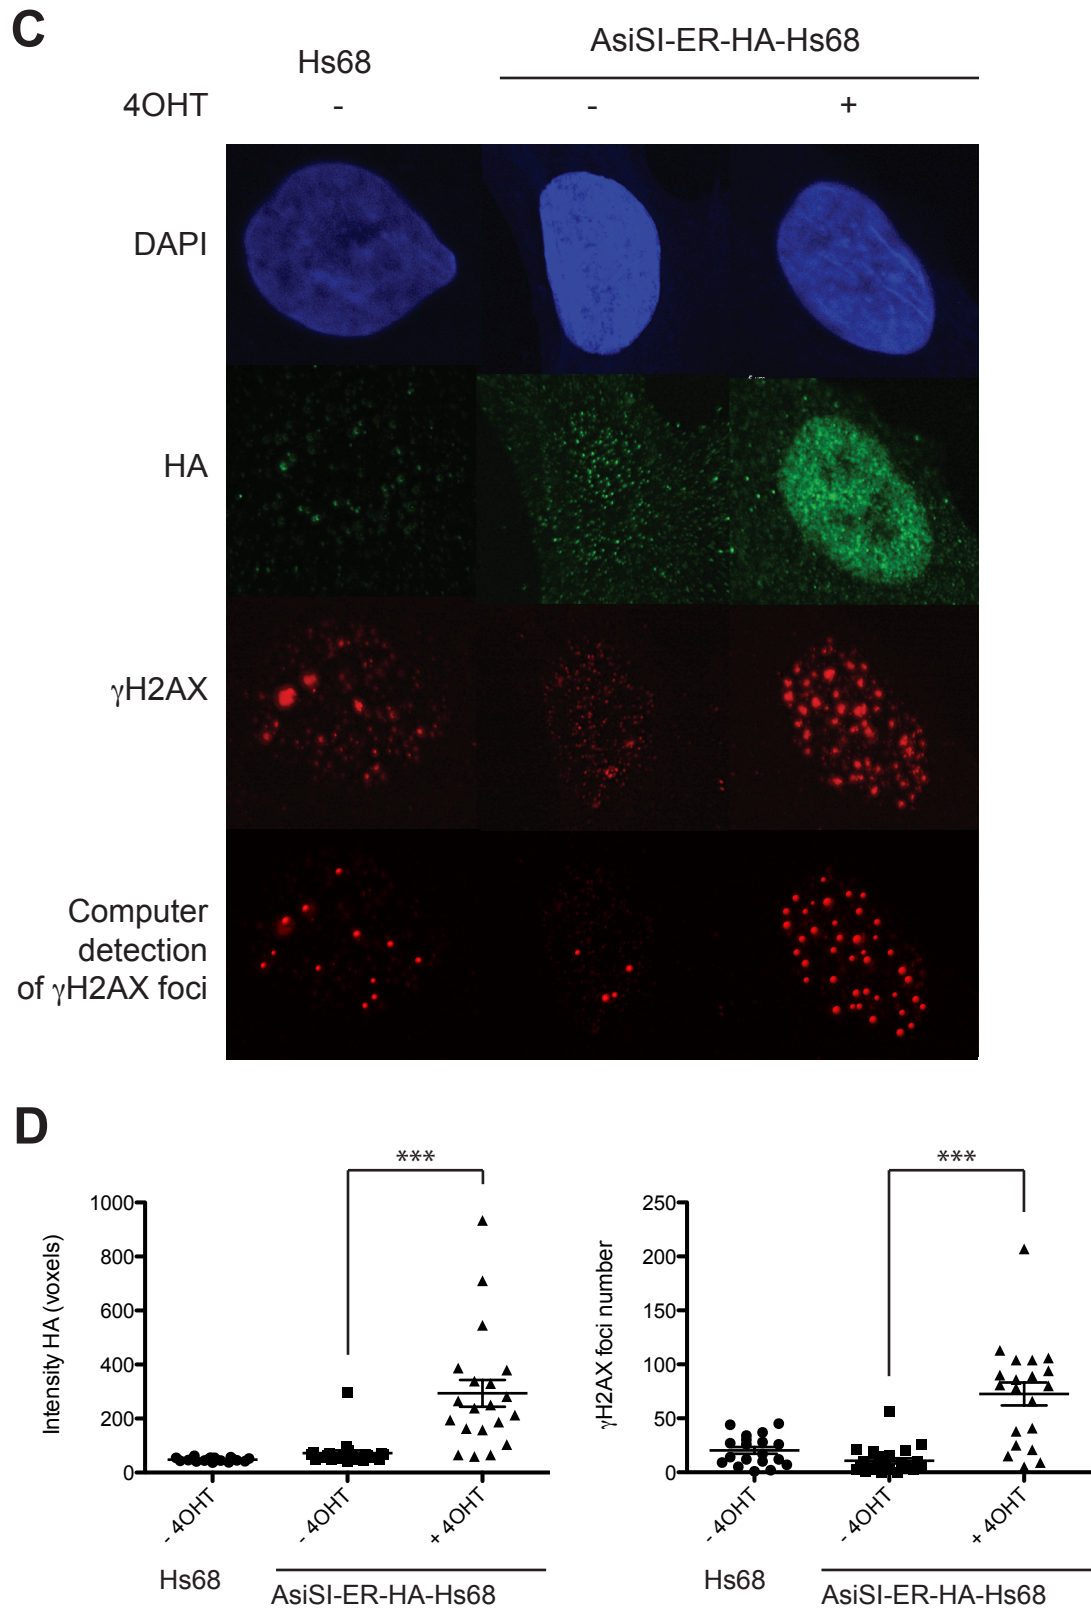 C
Hs68
AsiSI-ER-HA-Hs68
4OHT - - +
DAPI
HA
γH2AX
Computer
detection
of γH2AX foci
D
***
1000
800
600
400
200
0
Intensity HA (voxels)
- 4OHT
- 4OHT
+ 4OHT
Hs68
AsiSI-ER-HA-Hs68
***
250
200
150
100
50
0
γH2AX foci number
- 4OHT
- 4OHT
+ 4OHT
Hs68
AsiSI-ER-HA-Hs68